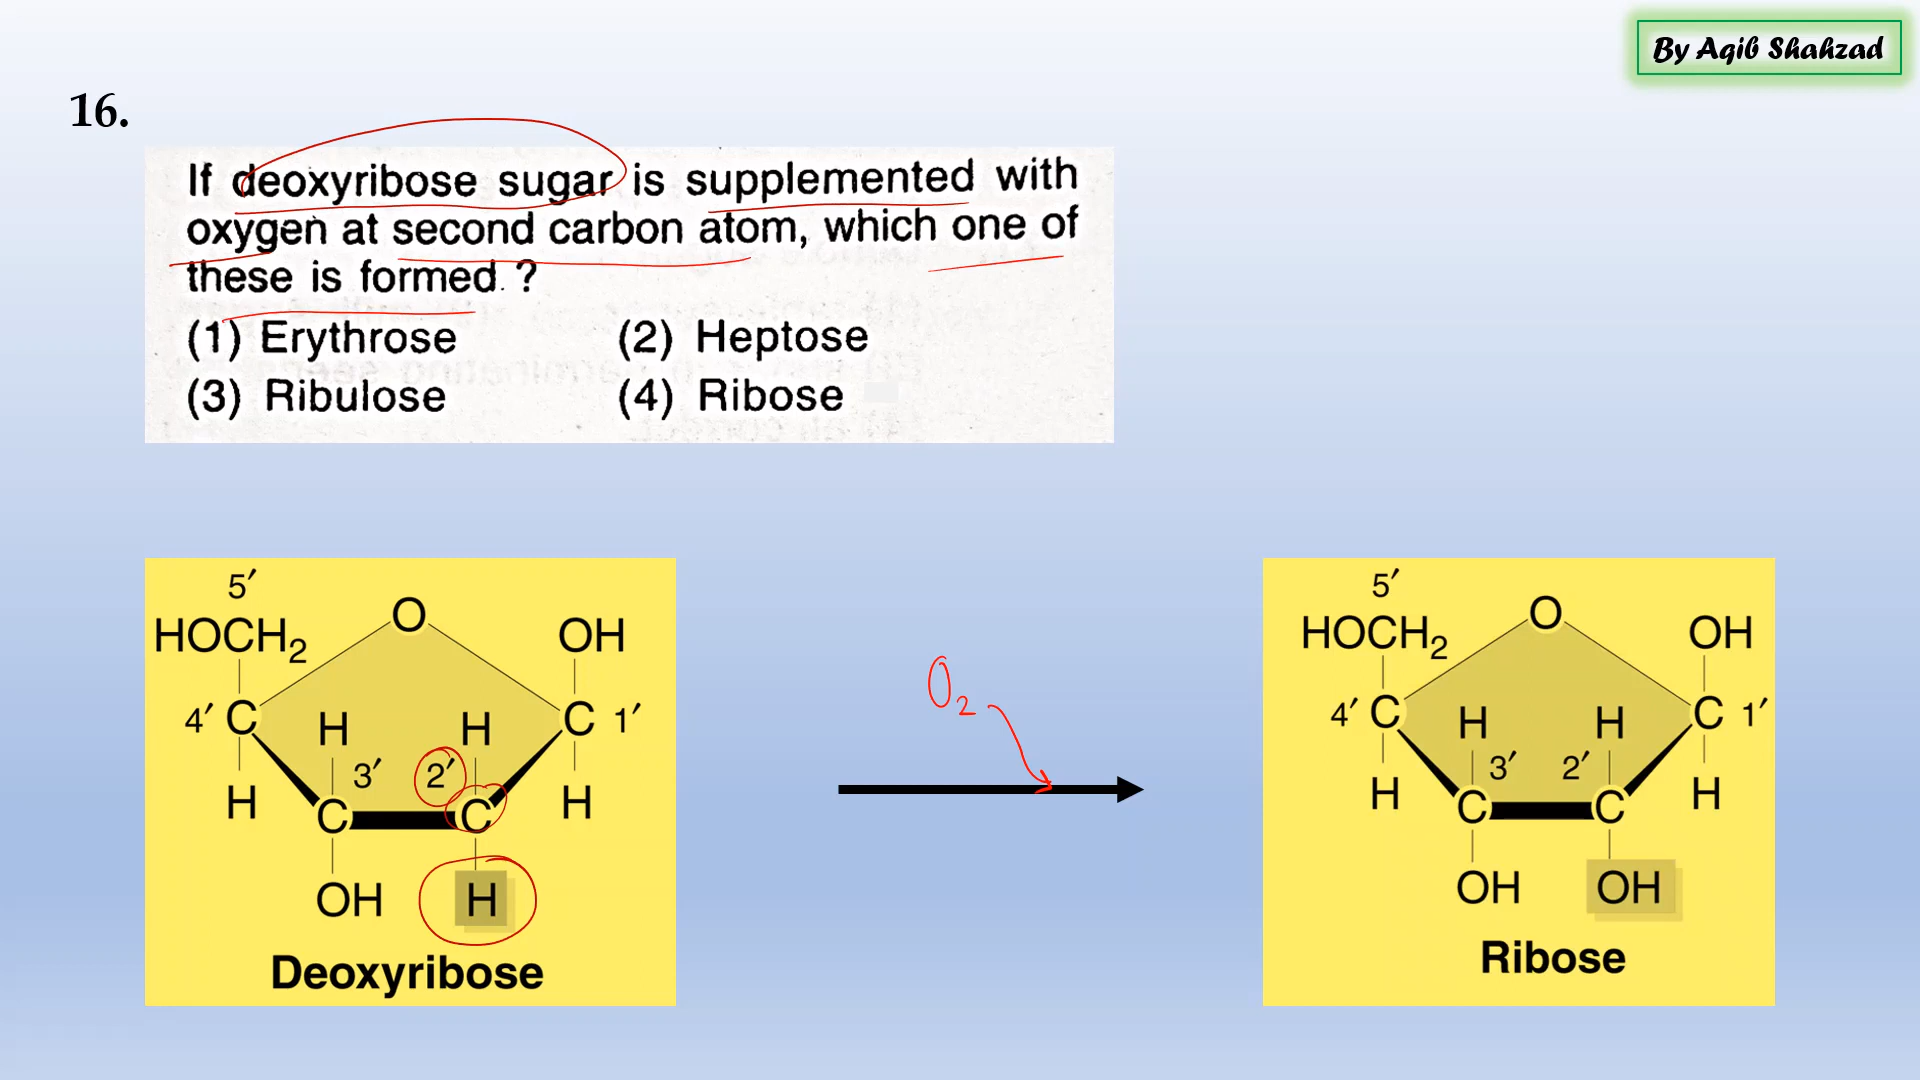 By Aqib Shahzad
16.
If deoxyribose sugar is supplemented with
oxygen at second carbon atom, which one of
these is formed ?
(1) Erythrose (2) Heptose
(3) Ribulose (4) Ribose
5′
HOCH2 O OH
4′ C H H C 1′
3′ 2′
H C C H
OH H
Deoxyribose
O2
5′
HOCH2 O OH
4′ C H H C 1′
3′ 2′
H C C H
OH OH
Ribose